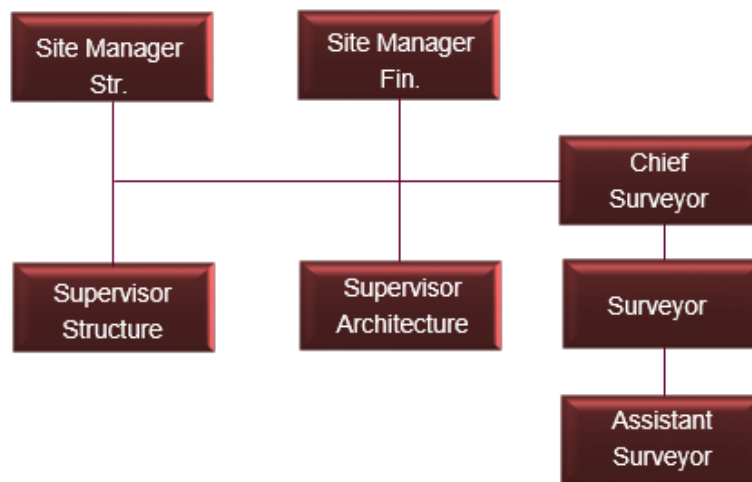 Site Manager
Str.
Site Manager
Fin.
Chief
Surveyor
Supervisor
Structure
Supervisor
Architecture
Surveyor
Assistant
Surveyor